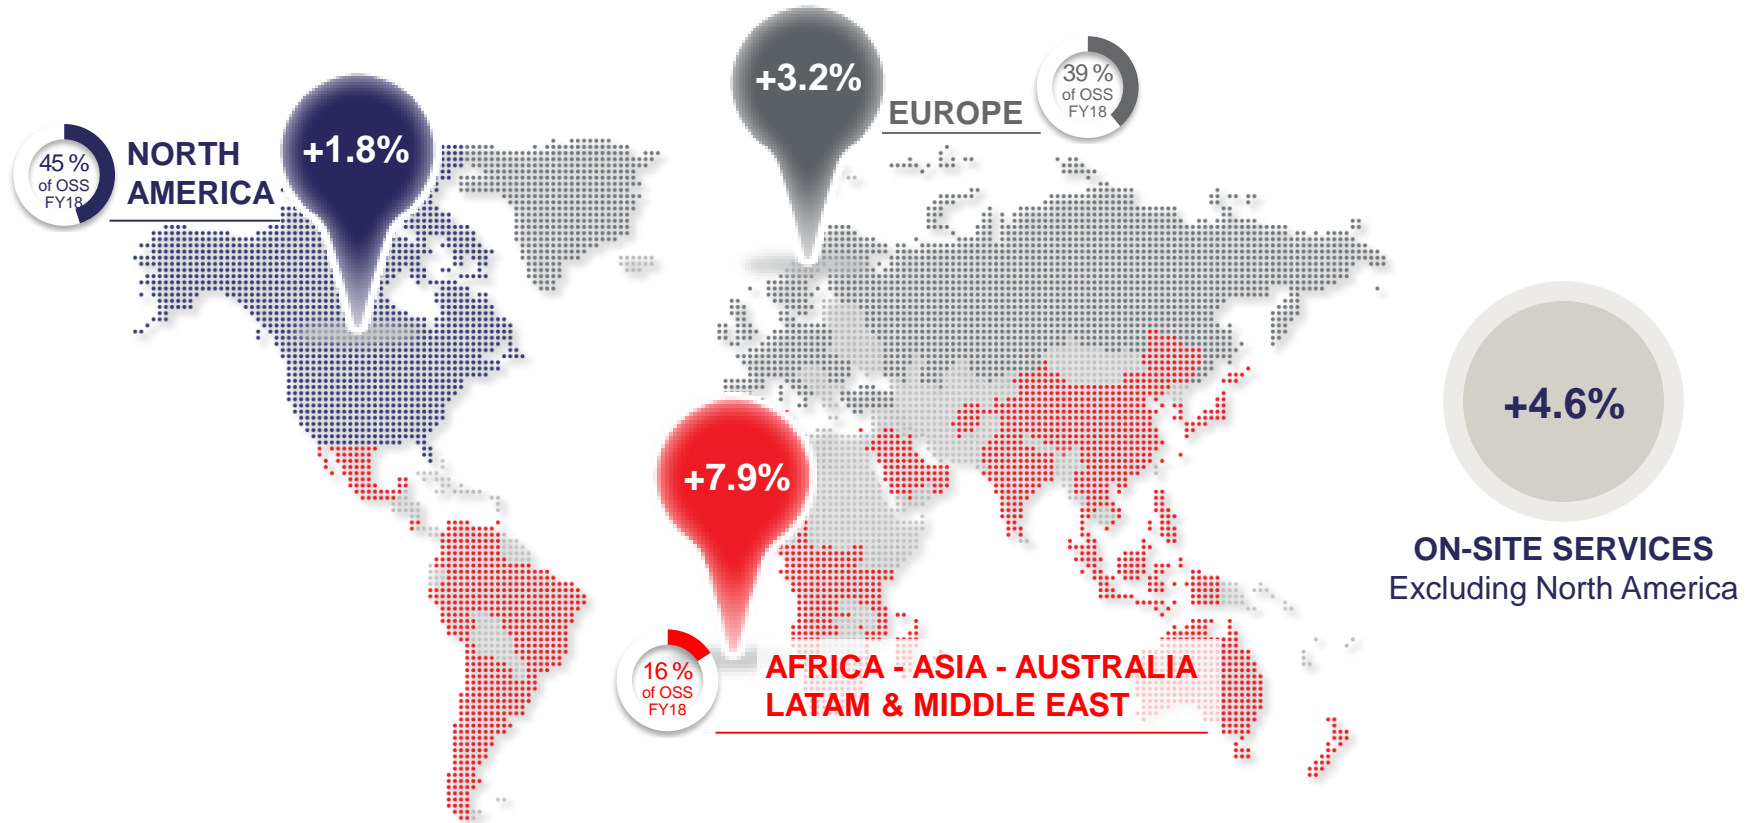 45 %
of OSS
FY18
NORTH
AMERICA
+1.8%
+3.2%
EUROPE
39 %
of OSS
FY18
+7.9%
16 %
of OSS
FY18
AFRICA - ASIA - AUSTRALIA
LATAM & MIDDLE EAST
+4.6%
ON-SITE SERVICES
Excluding North America